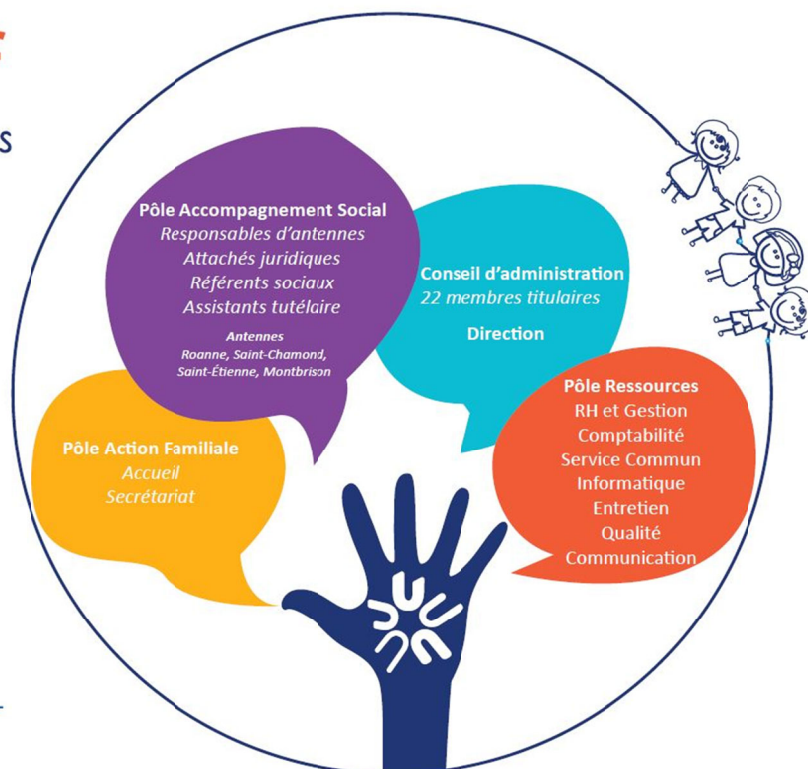 S
Pôle Accompagnement Social
Responsables d'antennes
Attachés juridiques
Référents sociaux
Assistants tutélaire
Antennes
Roanne, Saint-Chamond,
Saint-Étienne, Montbrison
Conseil d'administration
22 membres titulaires
Direction
Pôle Action Familiale
Accueil
Secrétariat
Pôle Ressources
RH et Gestion
Comptabilité
Service Commun
Informatique
Entretien
Qualité
Communication